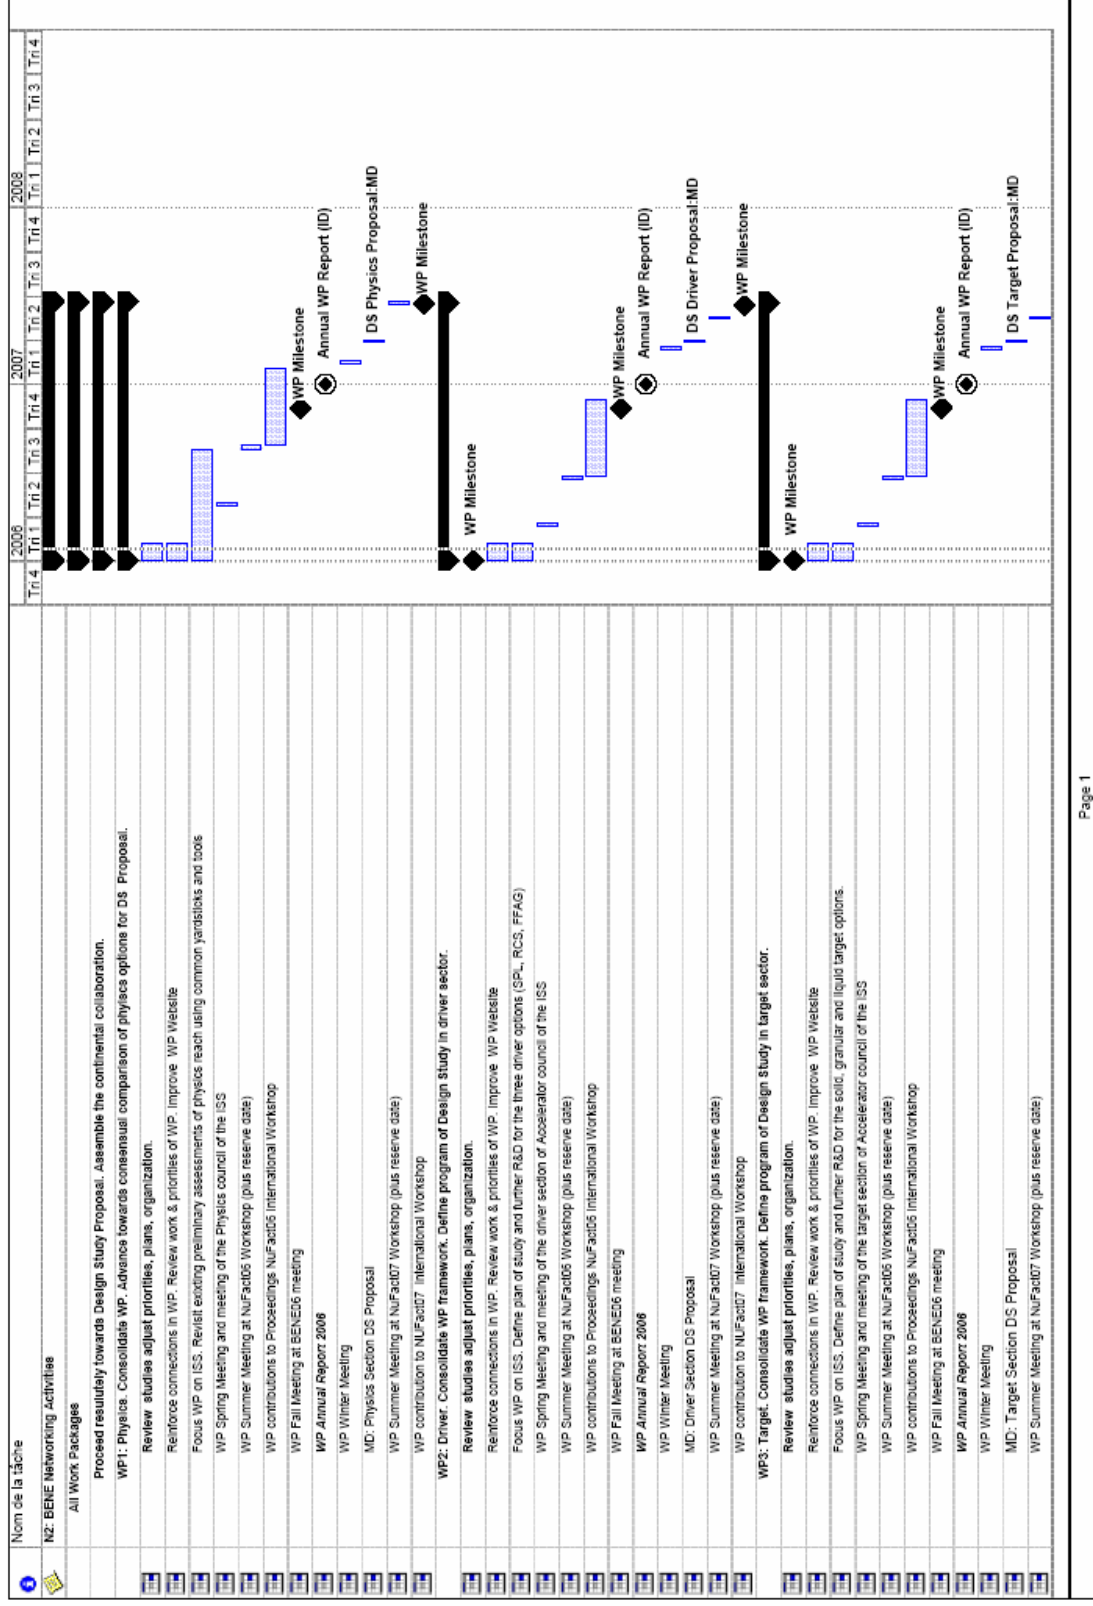 Nom de la tâche
2006 2007 2008
Tri 4 Tri 1 Tri 2 Tri 3 Tri 4 Tri 1 Tri 2 Tri 3 Tri 4 Tri 1 Tri 2 Tri 3 Tri 4
N2: BENE Networking Activities
All Work Packages
Proceed resolutely towards Design Study Proposal. Assemble the continental collaboration.
WP1: Physics. Consolidate WP. Advance towards consensual comparison of phyiscs options for DS Proposal.
Review studies adjust priorities, plans, organization.
Reinforce connections in WP. Review work & priorities of WP. Improve WP Website
Focus WP on ISS. Revisit existing preliminary assessments of physics reach using common yardsticks and tools
WP Spring Meeting and meeting of the Physics council of the ISS
WP Summer Meeting at NuFact06 Workshop (plus reserve date)
WP contributions to Proceedings NuFact06 International Workshop
WP Fall Meeting at BENE06 meeting
WP Milestone
WP Annual Report 2006
Annual WP Report (ID)
WP Winter Meeting
MD: Physics Section DS Proposal
DS Physics Proposal:MD
WP Summer Meeting at NuFact07 Workshop (plus reserve date)
WP contribution to NUFact07 International Workshop
WP Milestone
WP2: Driver. Consolidate WP framework. Define program of Design Study in driver sector.
Review studies adjust priorities, plans, organization.
WP Milestone
Reinforce connections in WP. Review work & priorities of WP. Improve WP Website
Focus WP on ISS. Define plan of study and further R&D for the three driver options (SPL, RCS, FFAG)
WP Spring Meeting and meeting of the driver section of Accelerator council of the ISS
WP Summer Meeting at NuFact06 Workshop (plus reserve date)
WP contributions to Proceedings NuFact06 International Workshop
WP Fall Meeting at BENE06 meeting
WP Milestone
WP Annual Report 2006
Annual WP Report (ID)
WP Winter Meeting
MD: Driver Section DS Proposal
DS Driver Proposal:MD
WP Summer Meeting at NuFact07 Workshop (plus reserve date)
WP contribution to NUFact07 International Workshop
WP Milestone
WP3: Target. Consolidate WP framework. Define program of Design Study in target sector.
Review studies adjust priorities, plans, organization.
WP Milestone
Reinforce connections in WP. Review work & priorities of WP. Improve WP Website
Focus WP on ISS. Define plan of study and further R&D for the solid, granular and liquid target options.
WP Spring Meeting and meeting of the target section of Accelerator council of the ISS
WP Summer Meeting at NuFact06 Workshop (plus reserve date)
WP contributions to Proceedings NuFact06 International Workshop
WP Fall Meeting at BENE06 meeting
WP Milestone
WP Annual Report 2006
Annual WP Report (ID)
WP Winter Meeting
MD: Target Section DS Proposal
DS Target Proposal:MD
WP Summer Meeting at NuFact07 Workshop (plus reserve date)
Page 1